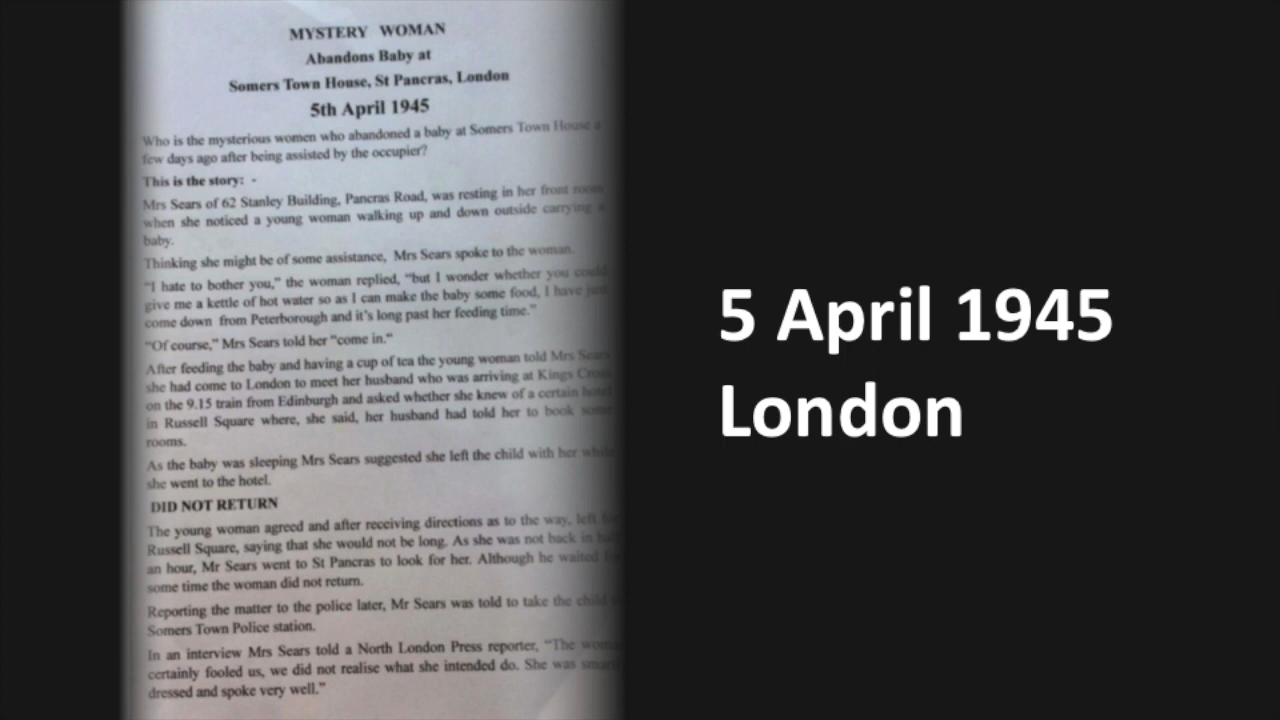 MYSTERY WOMAN
Abandons Baby at
Somers Town House, St Pancras, London
5th April 1945
Who is the mysterious women who abandoned a baby at Somers Town House a
few days ago after being assisted by the occupier?
This is the story: -
Mrs Sears of 62 Stanley Building, Pancras Road, was resting in her front room
when she noticed a young woman walking up and down outside carrying a
baby.
Thinking she might be of some assistance, Mrs Sears spoke to the woman.
“I hate to bother you,” the woman replied, “but I wonder whether you could
give me a kettle of hot water so as I can make the baby some food, I have just
come down from Peterborough and it’s long past her feeding time.”
“Of course,” Mrs Sears told her “come in.“
After feeding the baby and having a cup of tea the young woman told Mrs Sears
she had come to London to meet her husband who was arriving at Kings Cross
on the 9.15 train from Edinburgh and asked whether she knew of a certain hotel
in Russell Square where, she said, her husband had told her to book some
rooms.
As the baby was sleeping Mrs Sears suggested she left the child with her while
she went to the hotel.
DID NOT RETURN
The young woman agreed and after receiving directions as to the way, left
Russell Square, saying that she would not be long. As she was not back in
an hour, Mr Sears went to St Pancras to look for her. Although he waited
some time the woman did not return.
Reporting the matter to the police later, Mr Sears was told to take the child
Somers Town Police station.
In an interview Mrs Sears told a North London Press reporter, “The
certainly fooled us, we did not realise what she intended do. She was
dressed and spoke very well.”
5 April 1945
London